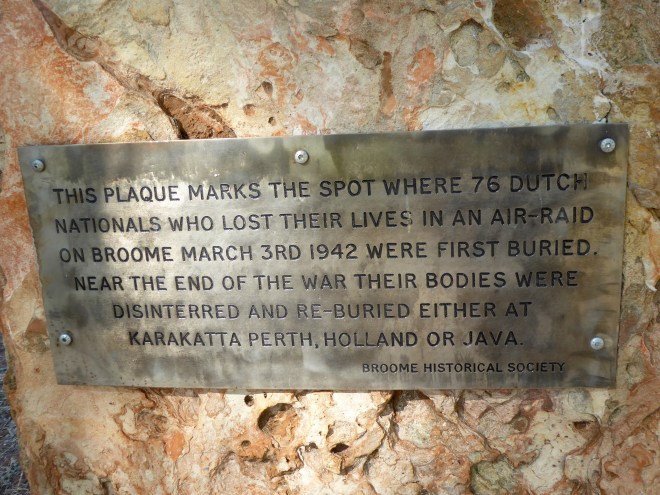 THIS PLAQUE MARKS THE SPOT WHERE 76 DUTCH
NATIONALS WHO LOST THEIR LIVES IN AN AIR-RAID
ON BROOME MARCH 3RD 1942 WERE FIRST BURIED.
NEAR THE END OF THE WAR THEIR BODIES WERE
DISINTERRED AND RE-BURIED EITHER AT
KARAKATTA PERTH, HOLLAND OR JAVA.
BROOME HISTORICAL SOCIETY